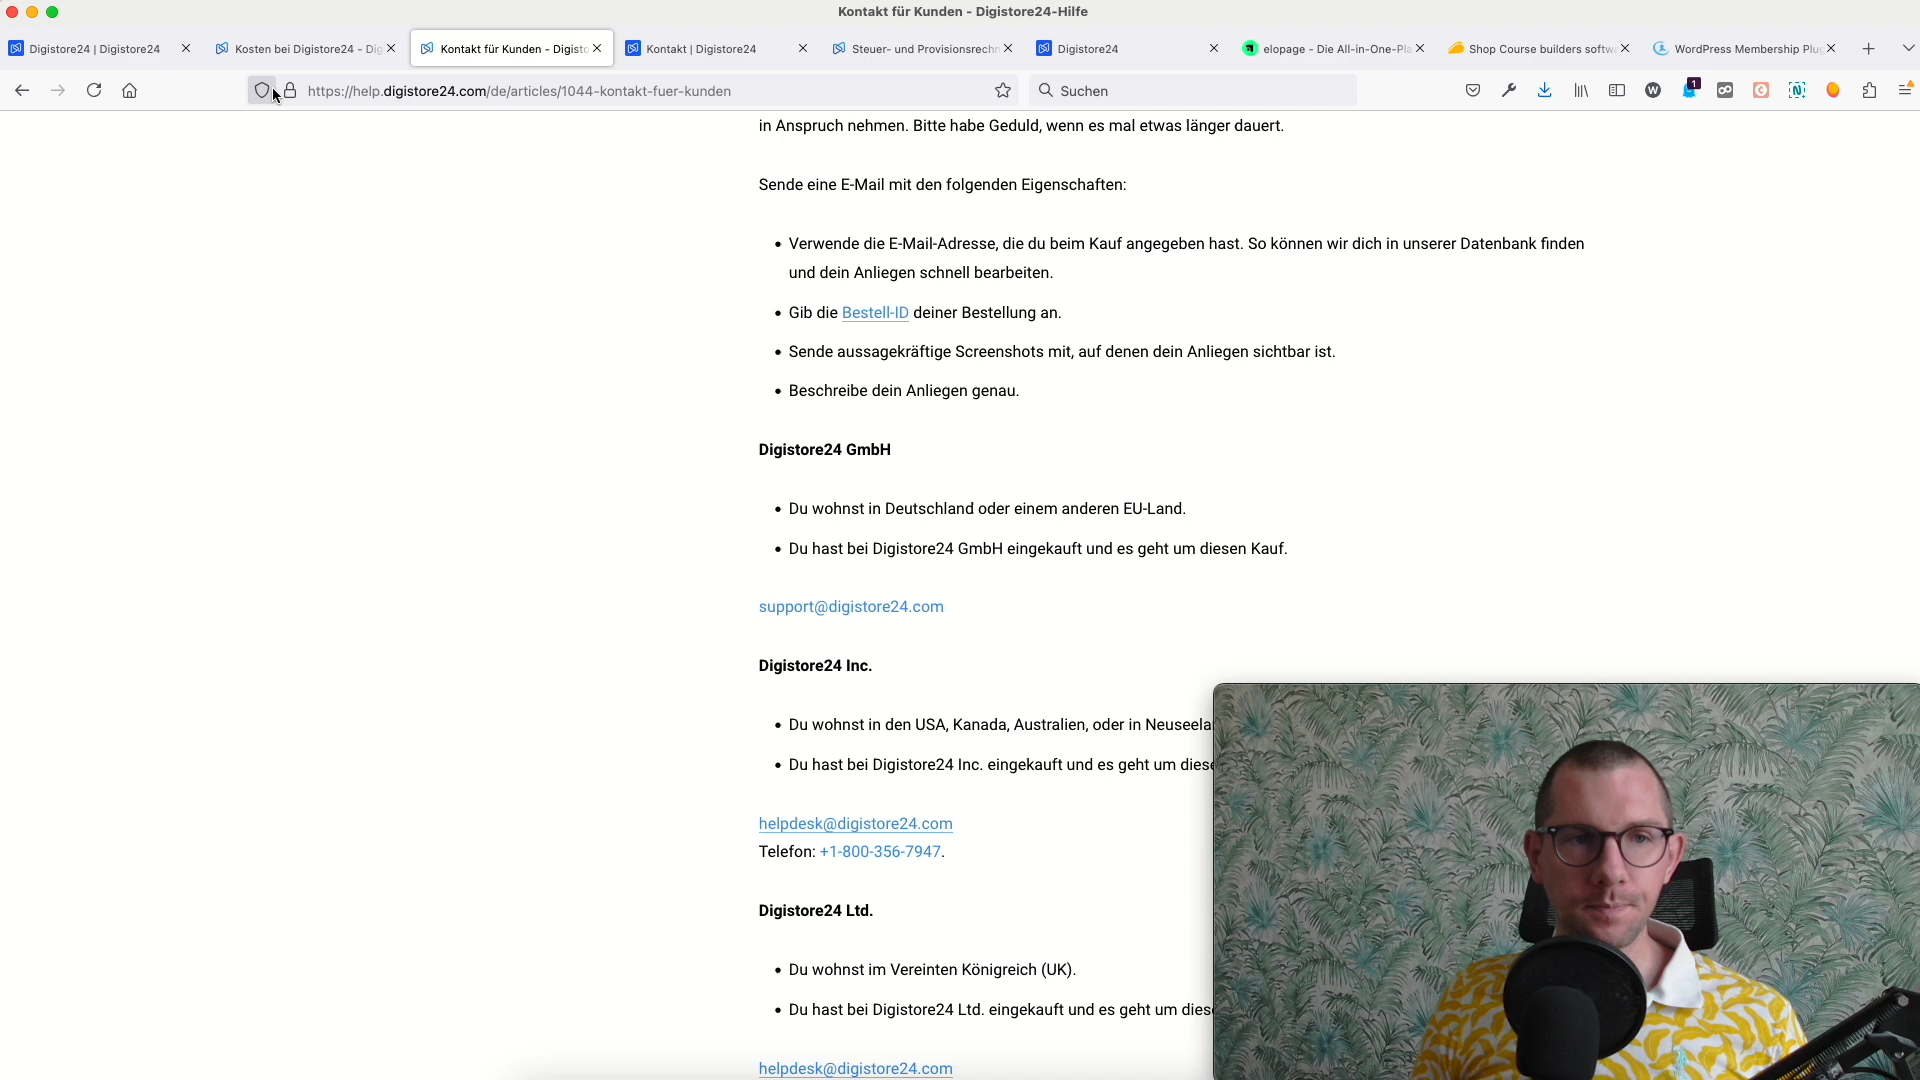 Kontakt für Kunden - Digistore24-Hilfe
Digistore24 | Digistore24
Kosten bei Digistore24 - Dig
Kontakt für Kunden - Digisto
Kontakt | Digistore24
Steuer- und Provisionsrechn
Digistore24
elopage - Die All-in-One-Pla
Shop Course builders softwa
WordPress Membership Plug
https://help.digistore24.com/de/articles/1044-kontakt-fuer-kunden
Suchen
1
in Anspruch nehmen. Bitte habe Geduld, wenn es mal etwas länger dauert.
Sende eine E-Mail mit den folgenden Eigenschaften:
• Verwende die E-Mail-Adresse, die du beim Kauf angegeben hast. So können wir dich in unserer Datenbank finden
und dein Anliegen schnell bearbeiten.
• Gib die Bestell-ID deiner Bestellung an.
• Sende aussagekräftige Screenshots mit, auf denen dein Anliegen sichtbar ist.
• Beschreibe dein Anliegen genau.
Digistore24 GmbH
• Du wohnst in Deutschland oder einem anderen EU-Land.
• Du hast bei Digistore24 GmbH eingekauft und es geht um diesen Kauf.
support@digistore24.com
Digistore24 Inc.
• Du wohnst in den USA, Kanada, Australien, oder in Neuseela
• Du hast bei Digistore24 Inc. eingekauft und es geht um diese
helpdesk@digistore24.com
Telefon: +1-800-356-7947.
Digistore24 Ltd.
• Du wohnst im Vereinten Königreich (UK).
• Du hast bei Digistore24 Ltd. eingekauft und es geht um dies
helpdesk@digistore24.com